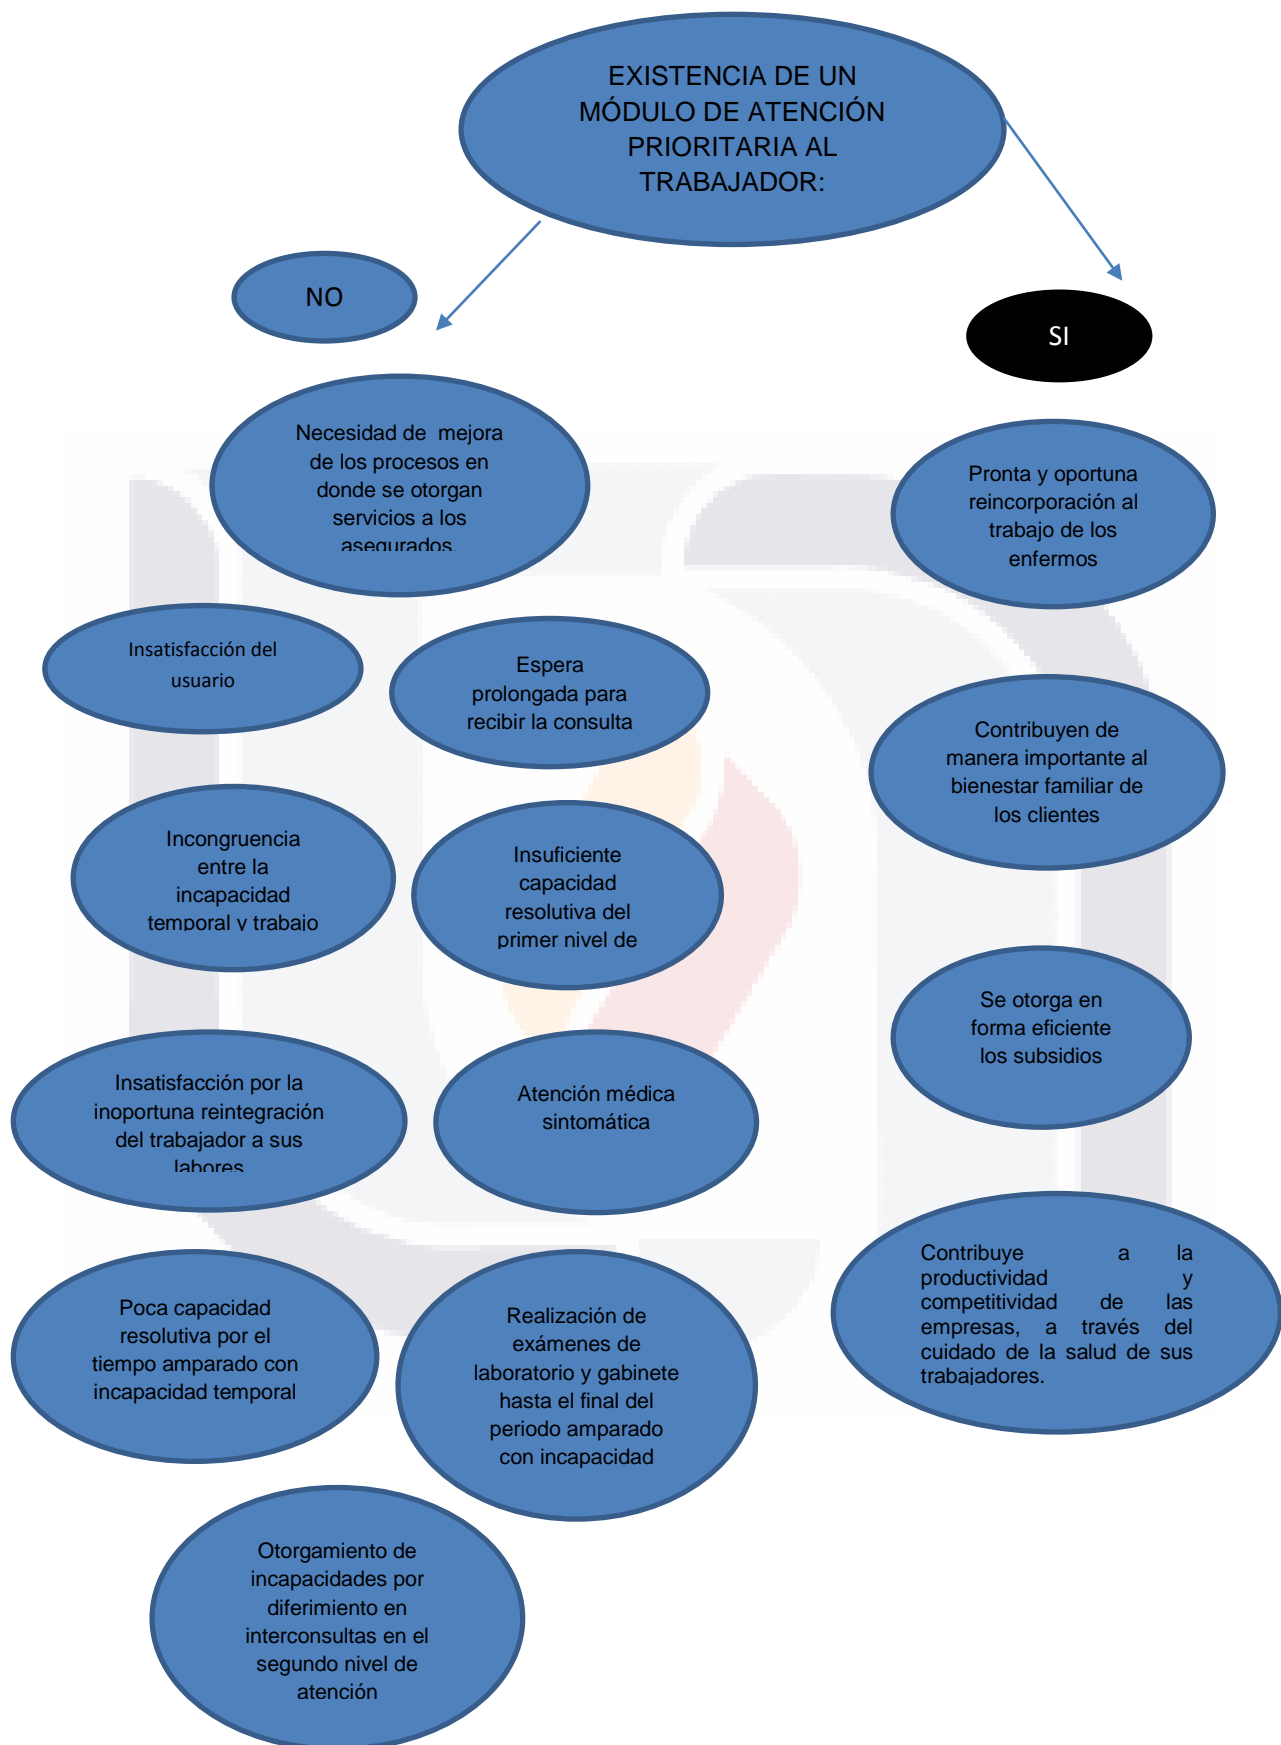 EXISTENCIA DE UN
MÓDULO DE ATENCIÓN
PRIORITARIA AL
TRABAJADOR:
NO
SI
Necesidad de mejora
de los procesos en
donde se otorgan
servicios a los
asegurados.
Insatisfacción del
usuario
Espera
prolongada para
recibir la consulta
Incongruencia
entre la
incapacidad
temporal y trabajo
Insuficiente
capacidad
resolutiva del
primer nivel de
Insatisfacción por la
inoportuna reintegración
del trabajador a sus
labores
Atención médica
sintomática
Poca capacidad
resolutiva por el
tiempo amparado con
incapacidad temporal
Realización de
exámenes de
laboratorio y gabinete
hasta el final del
periodo amparado
con incapacidad
Otorgamiento de
incapacidades por
diferimiento en
interconsultas en el
segundo nivel de
atención
Pronta y oportuna
reincorporación al
trabajo de los
enfermos
Contribuyen de
manera importante al
bienestar familiar de
los clientes
Se otorga en
forma eficiente
los subsidios
Contribuye a la
productividad y
competitividad de las
empresas, a través del
cuidado de la salud de sus
trabajadores.